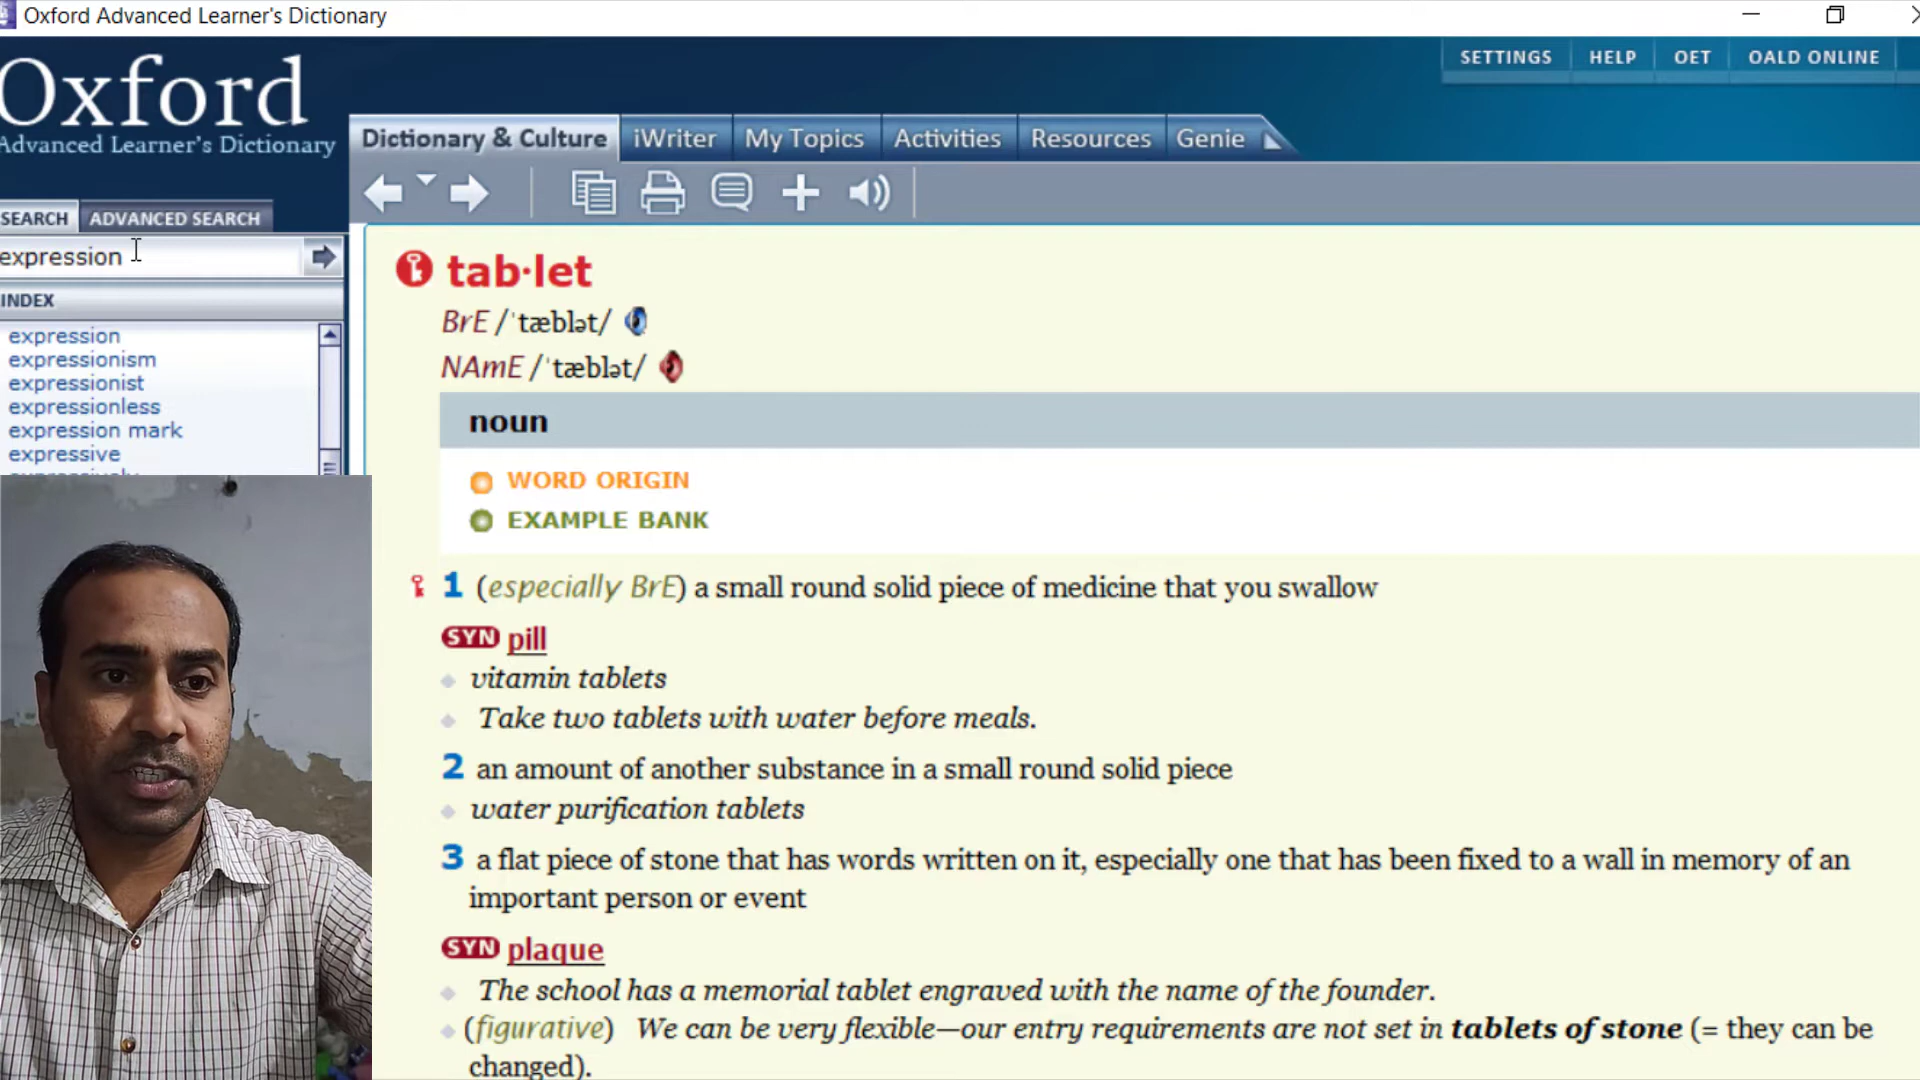 Oxford Advanced Learner's Dictionary
SETTINGS HELP OET OALD ONLINE
Oxford
Advanced Learner's Dictionary
Dictionary & Culture iWriter My Topics Activities Resources Genie
SEARCH ADVANCED SEARCH
expression
INDEX
expression
expressionism
expressionist
expressionless
expression mark
expressive
tab·let
BrE /ˈtæblət/
NAmE /ˈtæblət/
noun
WORD ORIGIN
EXAMPLE BANK
1 (especially BrE) a small round solid piece of medicine that you swallow
SYN pill
vitamin tablets
Take two tablets with water before meals.
2 an amount of another substance in a small round solid piece
water purification tablets
3 a flat piece of stone that has words written on it, especially one that has been fixed to a wall in memory of an
important person or event
SYN plaque
The school has a memorial tablet engraved with the name of the founder.
(figurative) We can be very flexible—our entry requirements are not set in tablets of stone (= they can be
changed).